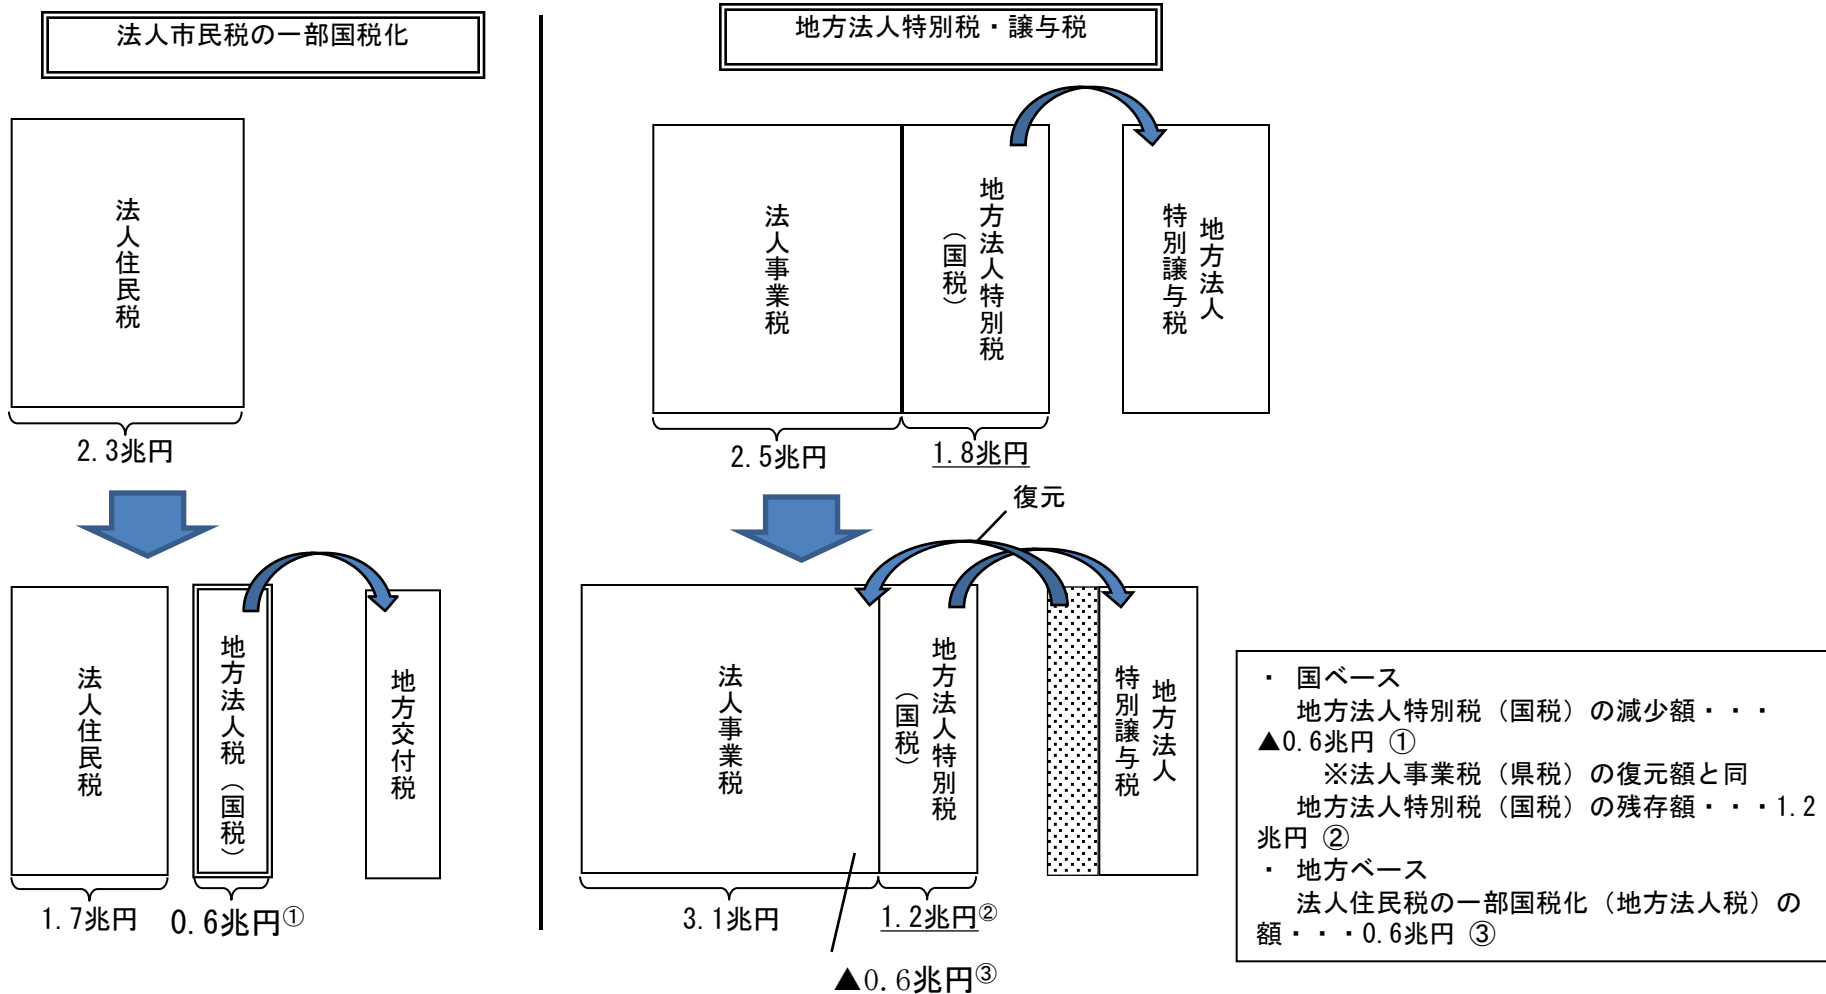 法人市民税の一部国税化
法人住民税
2.3兆円
法人住民税
1.7兆円
地方法人税（国税）
0.6兆円①
地方交付税
地方法人特別税・譲与税
法人事業税
2.5兆円
地方法人特別税
（国税）
1.8兆円
地方法人
特別譲与税
復元
法人事業税
3.1兆円
地方法人特別税
（国税）
1.2兆円②
▲0.6兆円③
地方法人
特別譲与税
・ 国ベース
地方法人特別税（国税）の減少額・・・
▲0.6兆円 ①
※法人事業税（県税）の復元額と同
地方法人特別税（国税）の残存額・・・1.2
兆円 ②
・ 地方ベース
法人住民税の一部国税化（地方法人税）の
額・・・0.6兆円 ③